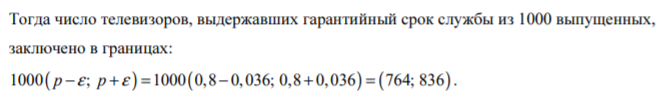 Тогда число телевизоров, выдержавших гарантийный срок службы из 1000 выпущенных,
заключено в границах:
1000(p−ε; p+ε)=1000(0,8−0,036; 0,8+0,036)=(764; 836).